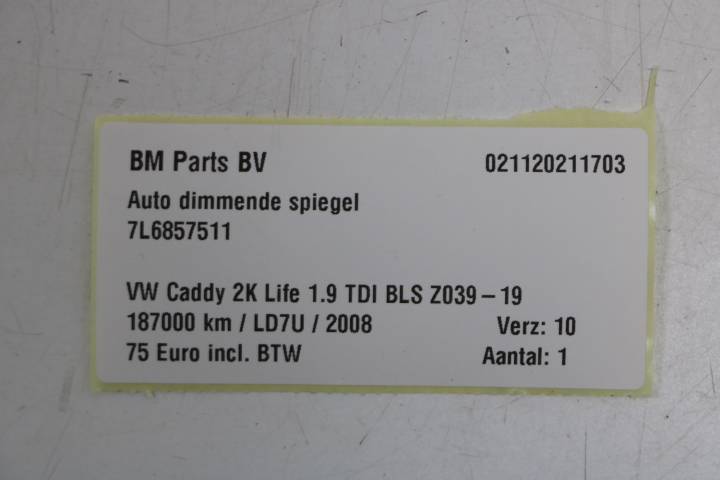 BM Parts BV 021120211703
Auto dimmende spiegel
7L6857511
VW Caddy 2K Life 1.9 TDI BLS Z039 – 19
187000 km / LD7U / 2008 Verz: 10
75 Euro incl. BTW Aantal: 1